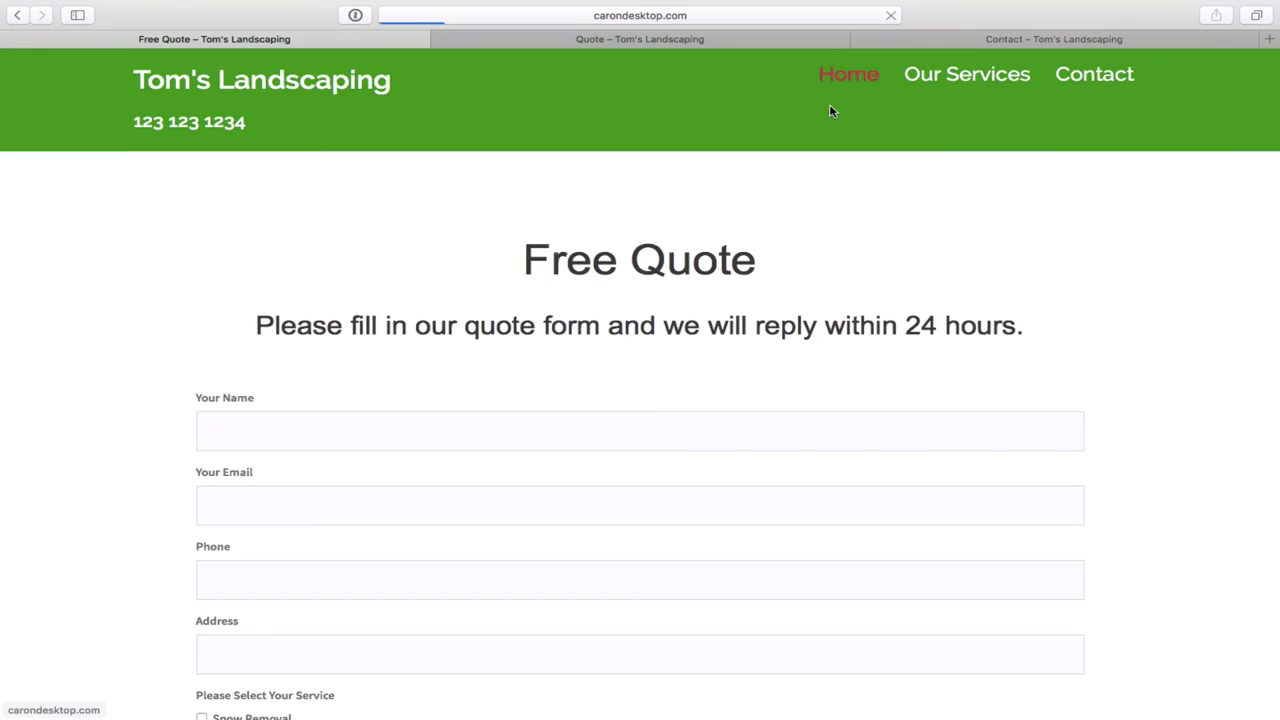 carondesktop.com
Free Quote – Tom's Landscaping
Quote – Tom's Landscaping
Contact – Tom's Landscaping
Tom's Landscaping
Home
Our Services
Contact
123 123 1234
Free Quote
Please fill in our quote form and we will reply within 24 hours.
Your Name
Your Email
Phone
Address
Please Select Your Service
Snow Removal
carondesktop.com